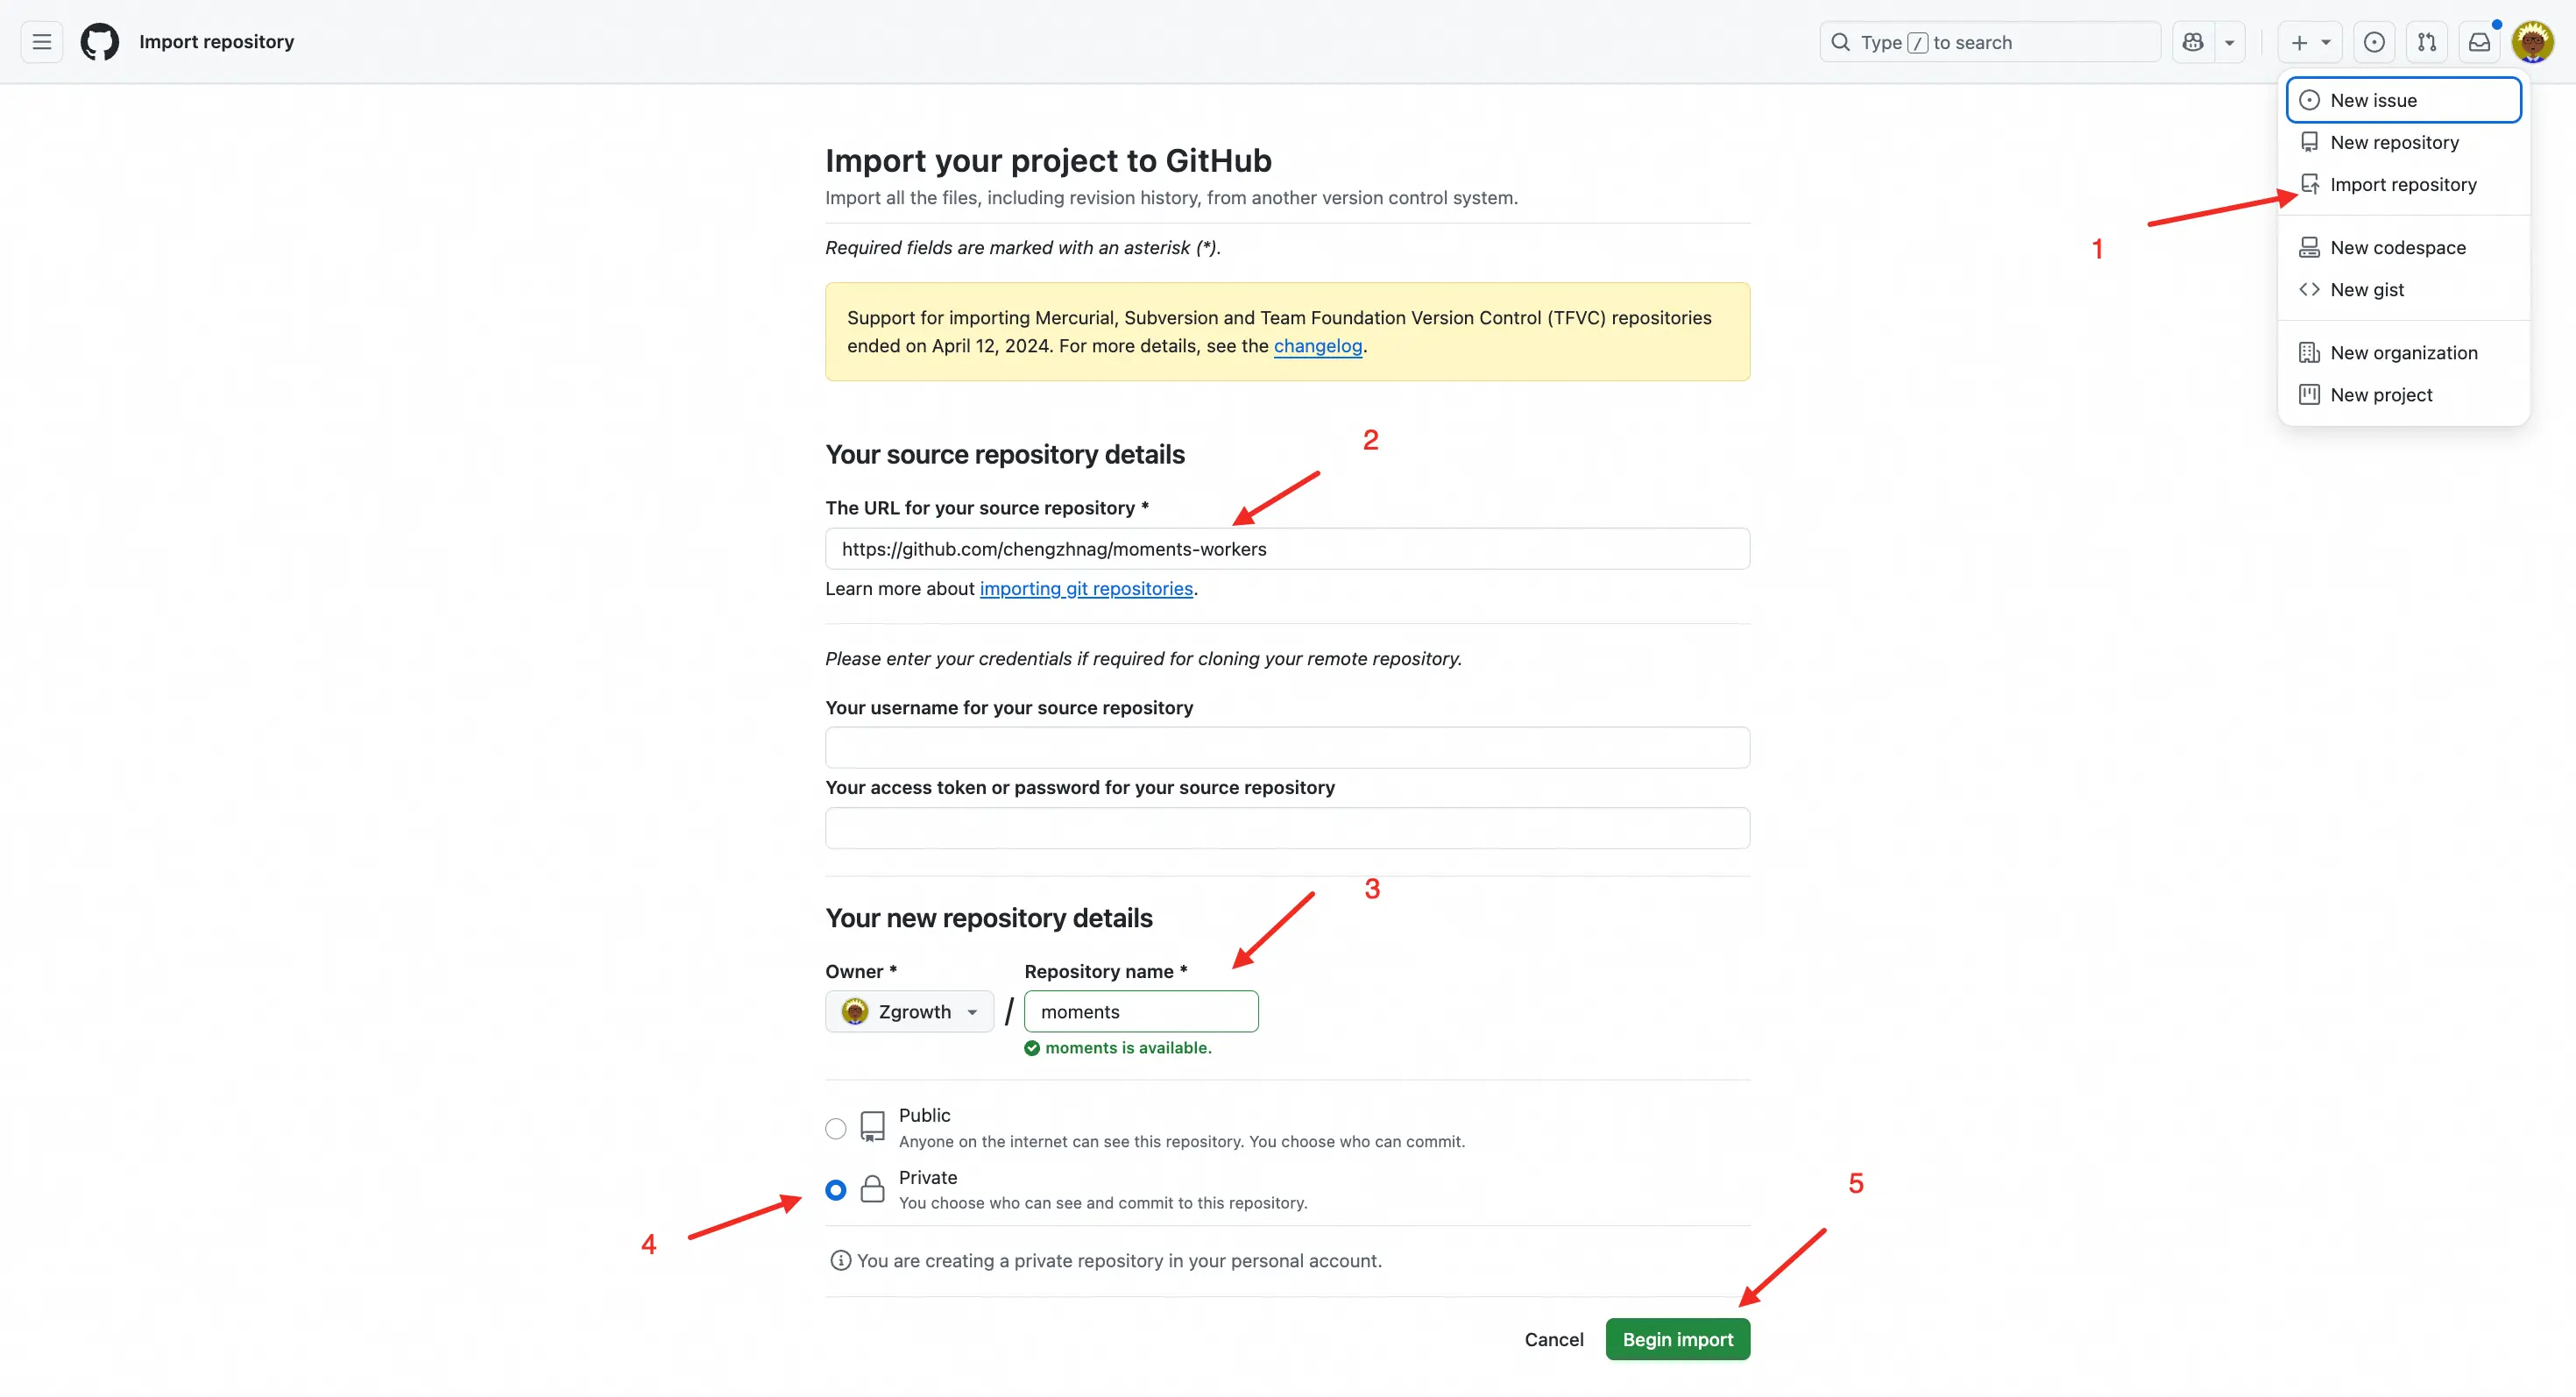 Import repository
Type / to search
New issue
New repository
Import repository
1
New codespace
New gist
New organization
New project
Import your project to GitHub
Import all the files, including revision history, from another version control system.
Required fields are marked with an asterisk (*).
Support for importing Mercurial, Subversion and Team Foundation Version Control (TFVC) repositories
ended on April 12, 2024. For more details, see the changelog.
2
Your source repository details
The URL for your source repository *
https://github.com/chengzhnag/moments-workers
Learn more about importing git repositories.
Please enter your credentials if required for cloning your remote repository.
Your username for your source repository
Your access token or password for your source repository
3
Your new repository details
Owner * Repository name *
Zgrowth / moments
moments is available.
Public
Anyone on the internet can see this repository. You choose who can commit.
Private
You choose who can see and commit to this repository.
4
5
You are creating a private repository in your personal account.
Cancel Begin import